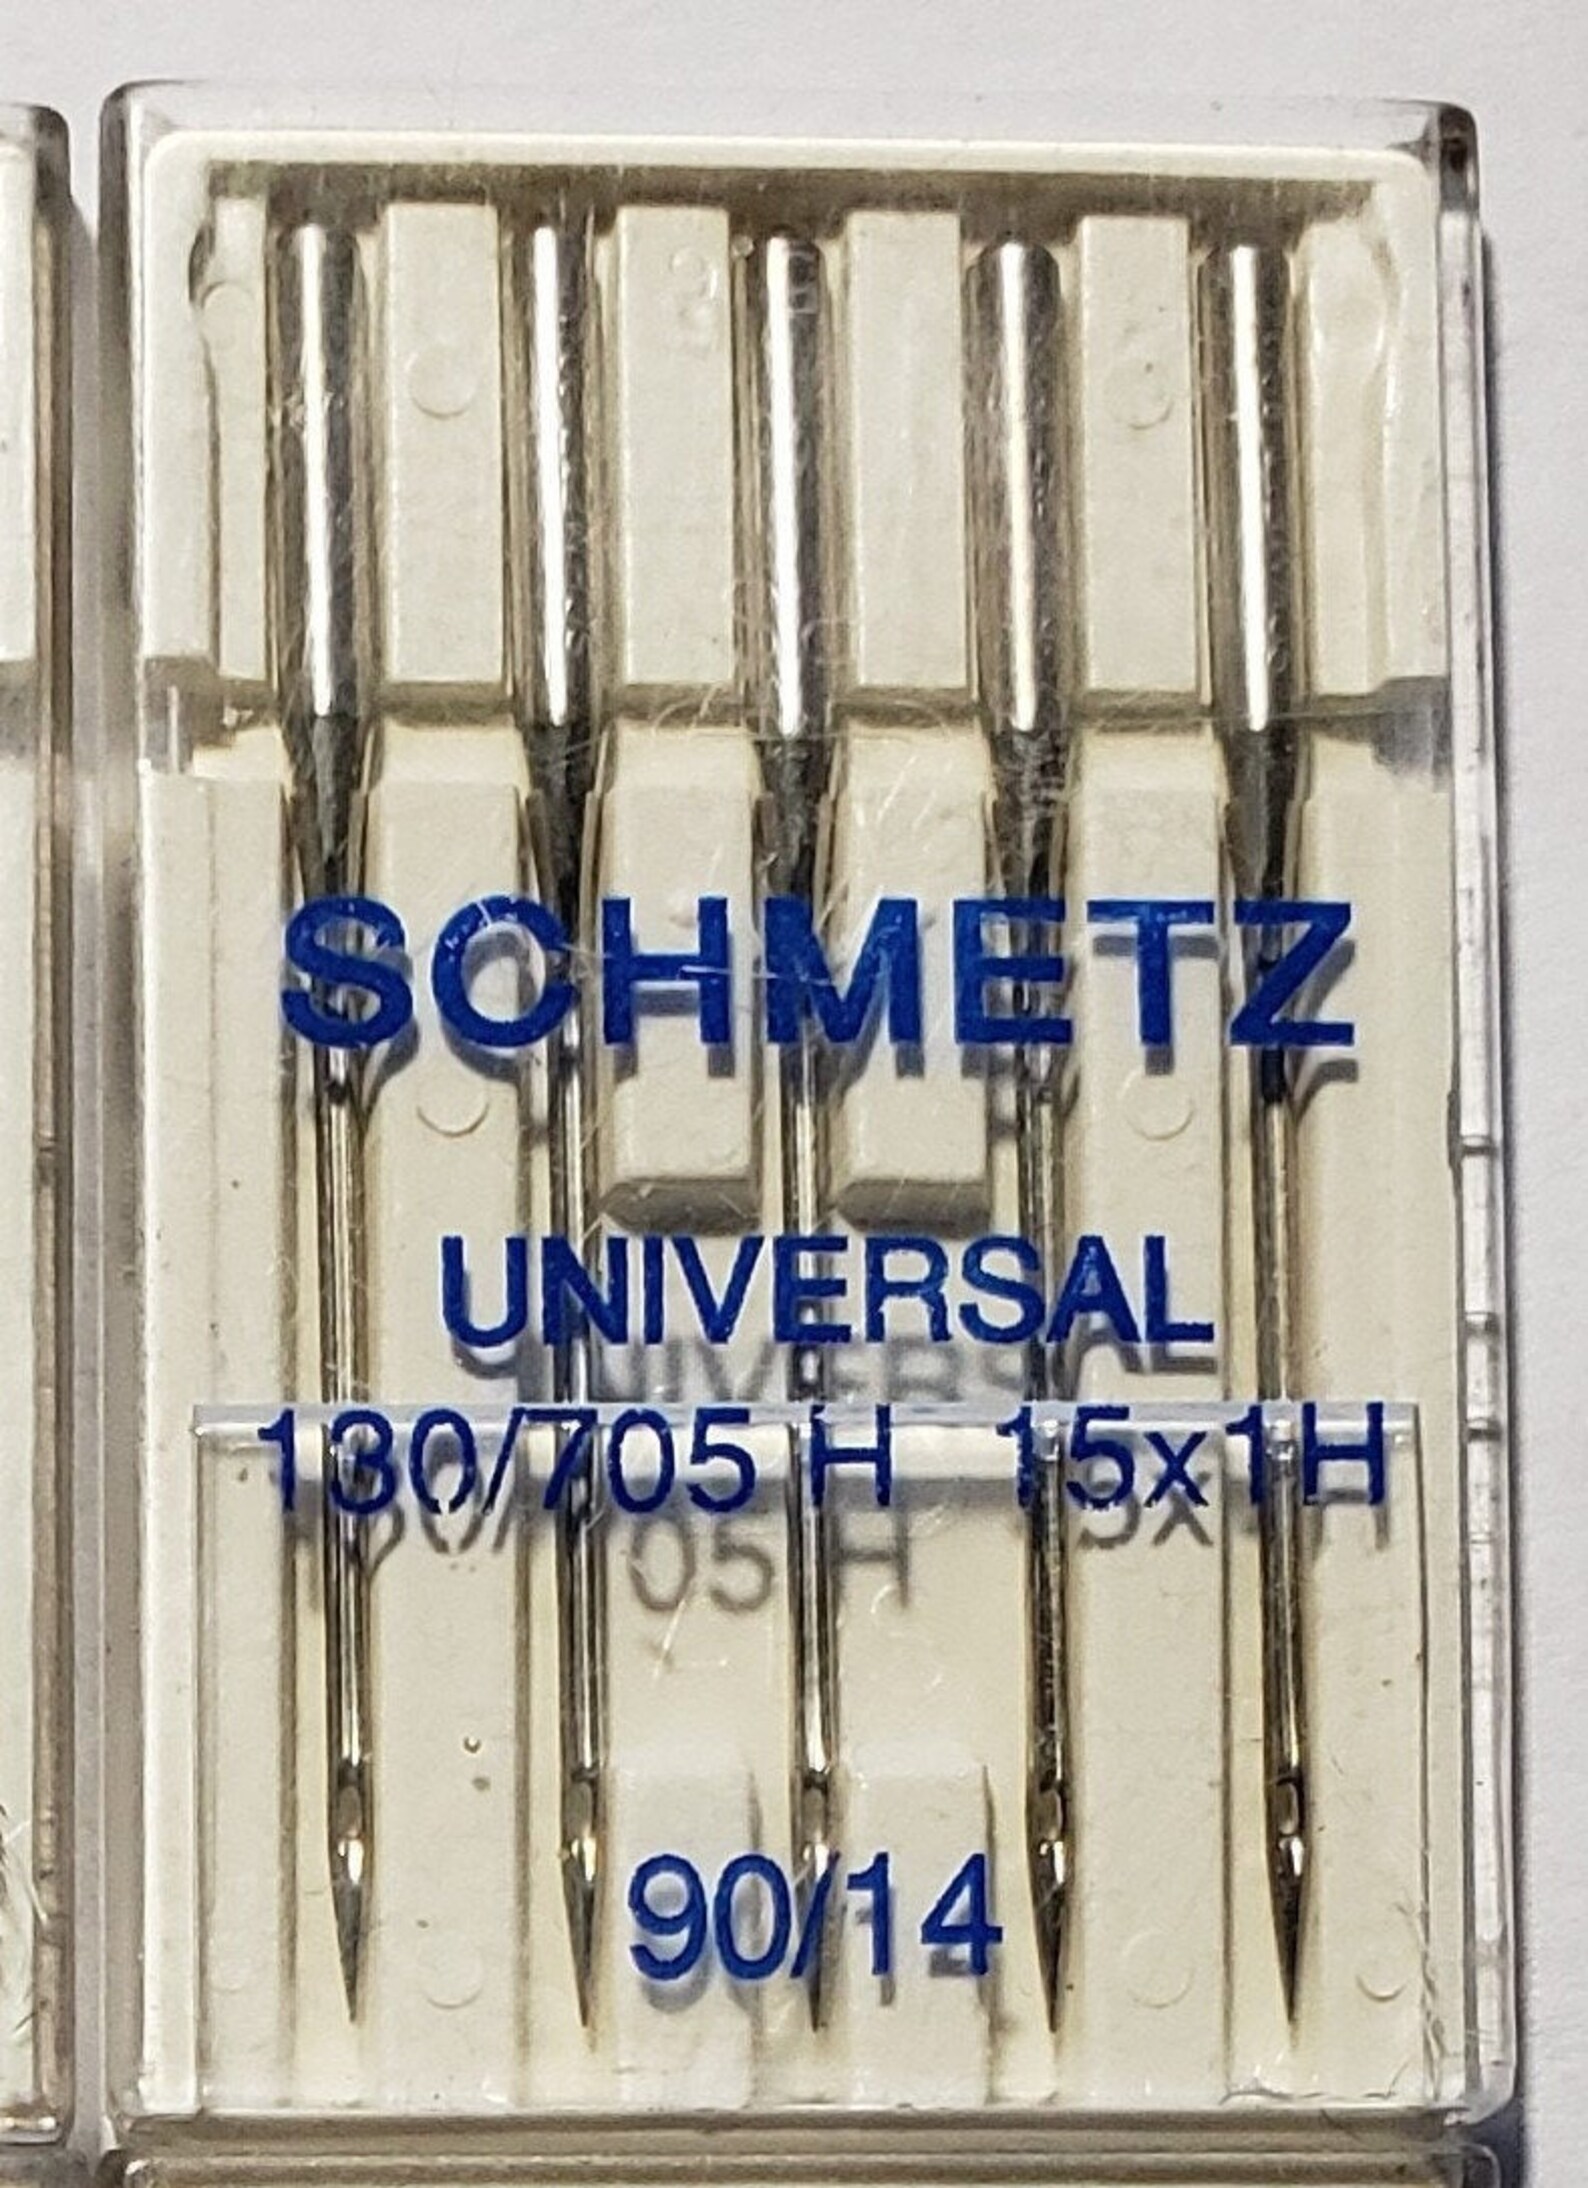 SCHMETZ
UNIVERSAL
130/705 H 15x1H
90/14